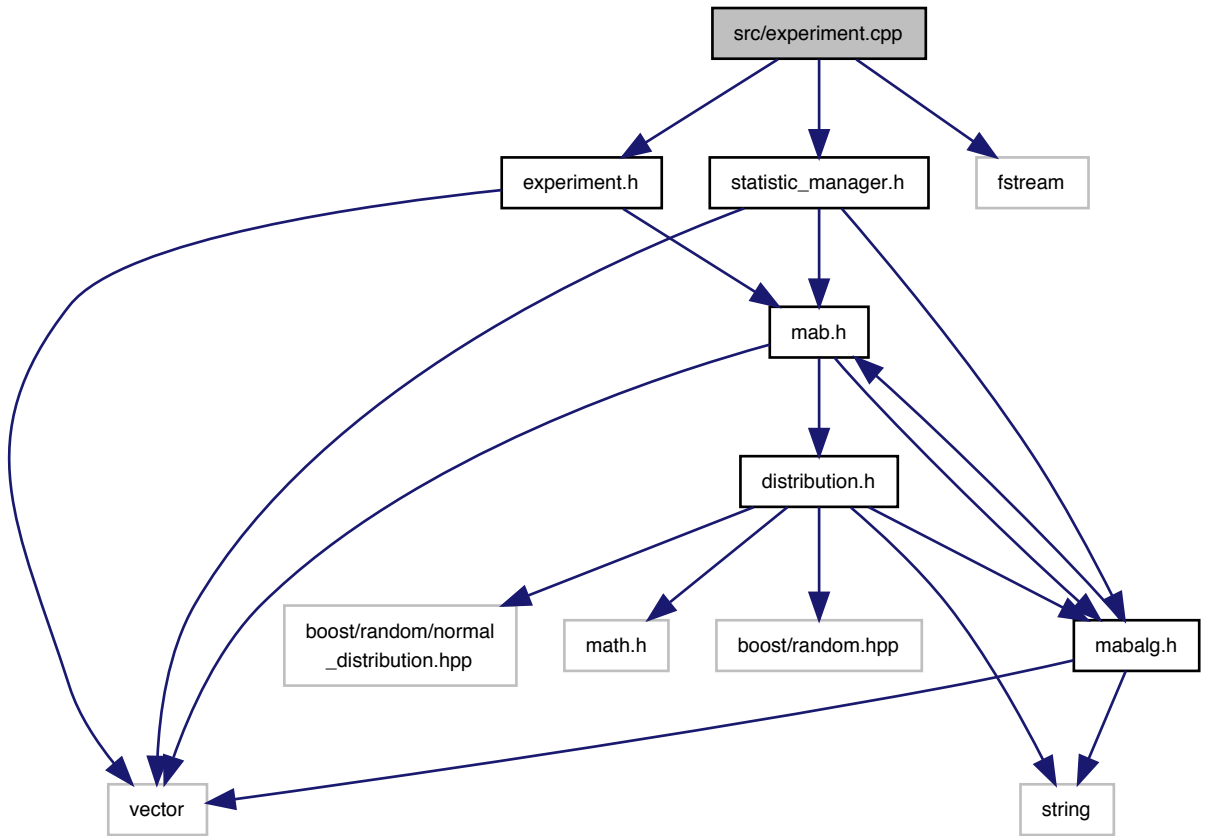 src/experiment.cpp
experiment.h
statistic_manager.h
fstream
mab.h
distribution.h
boost/random/normal
_distribution.hpp
math.h
boost/random.hpp
mabalg.h
vector
string